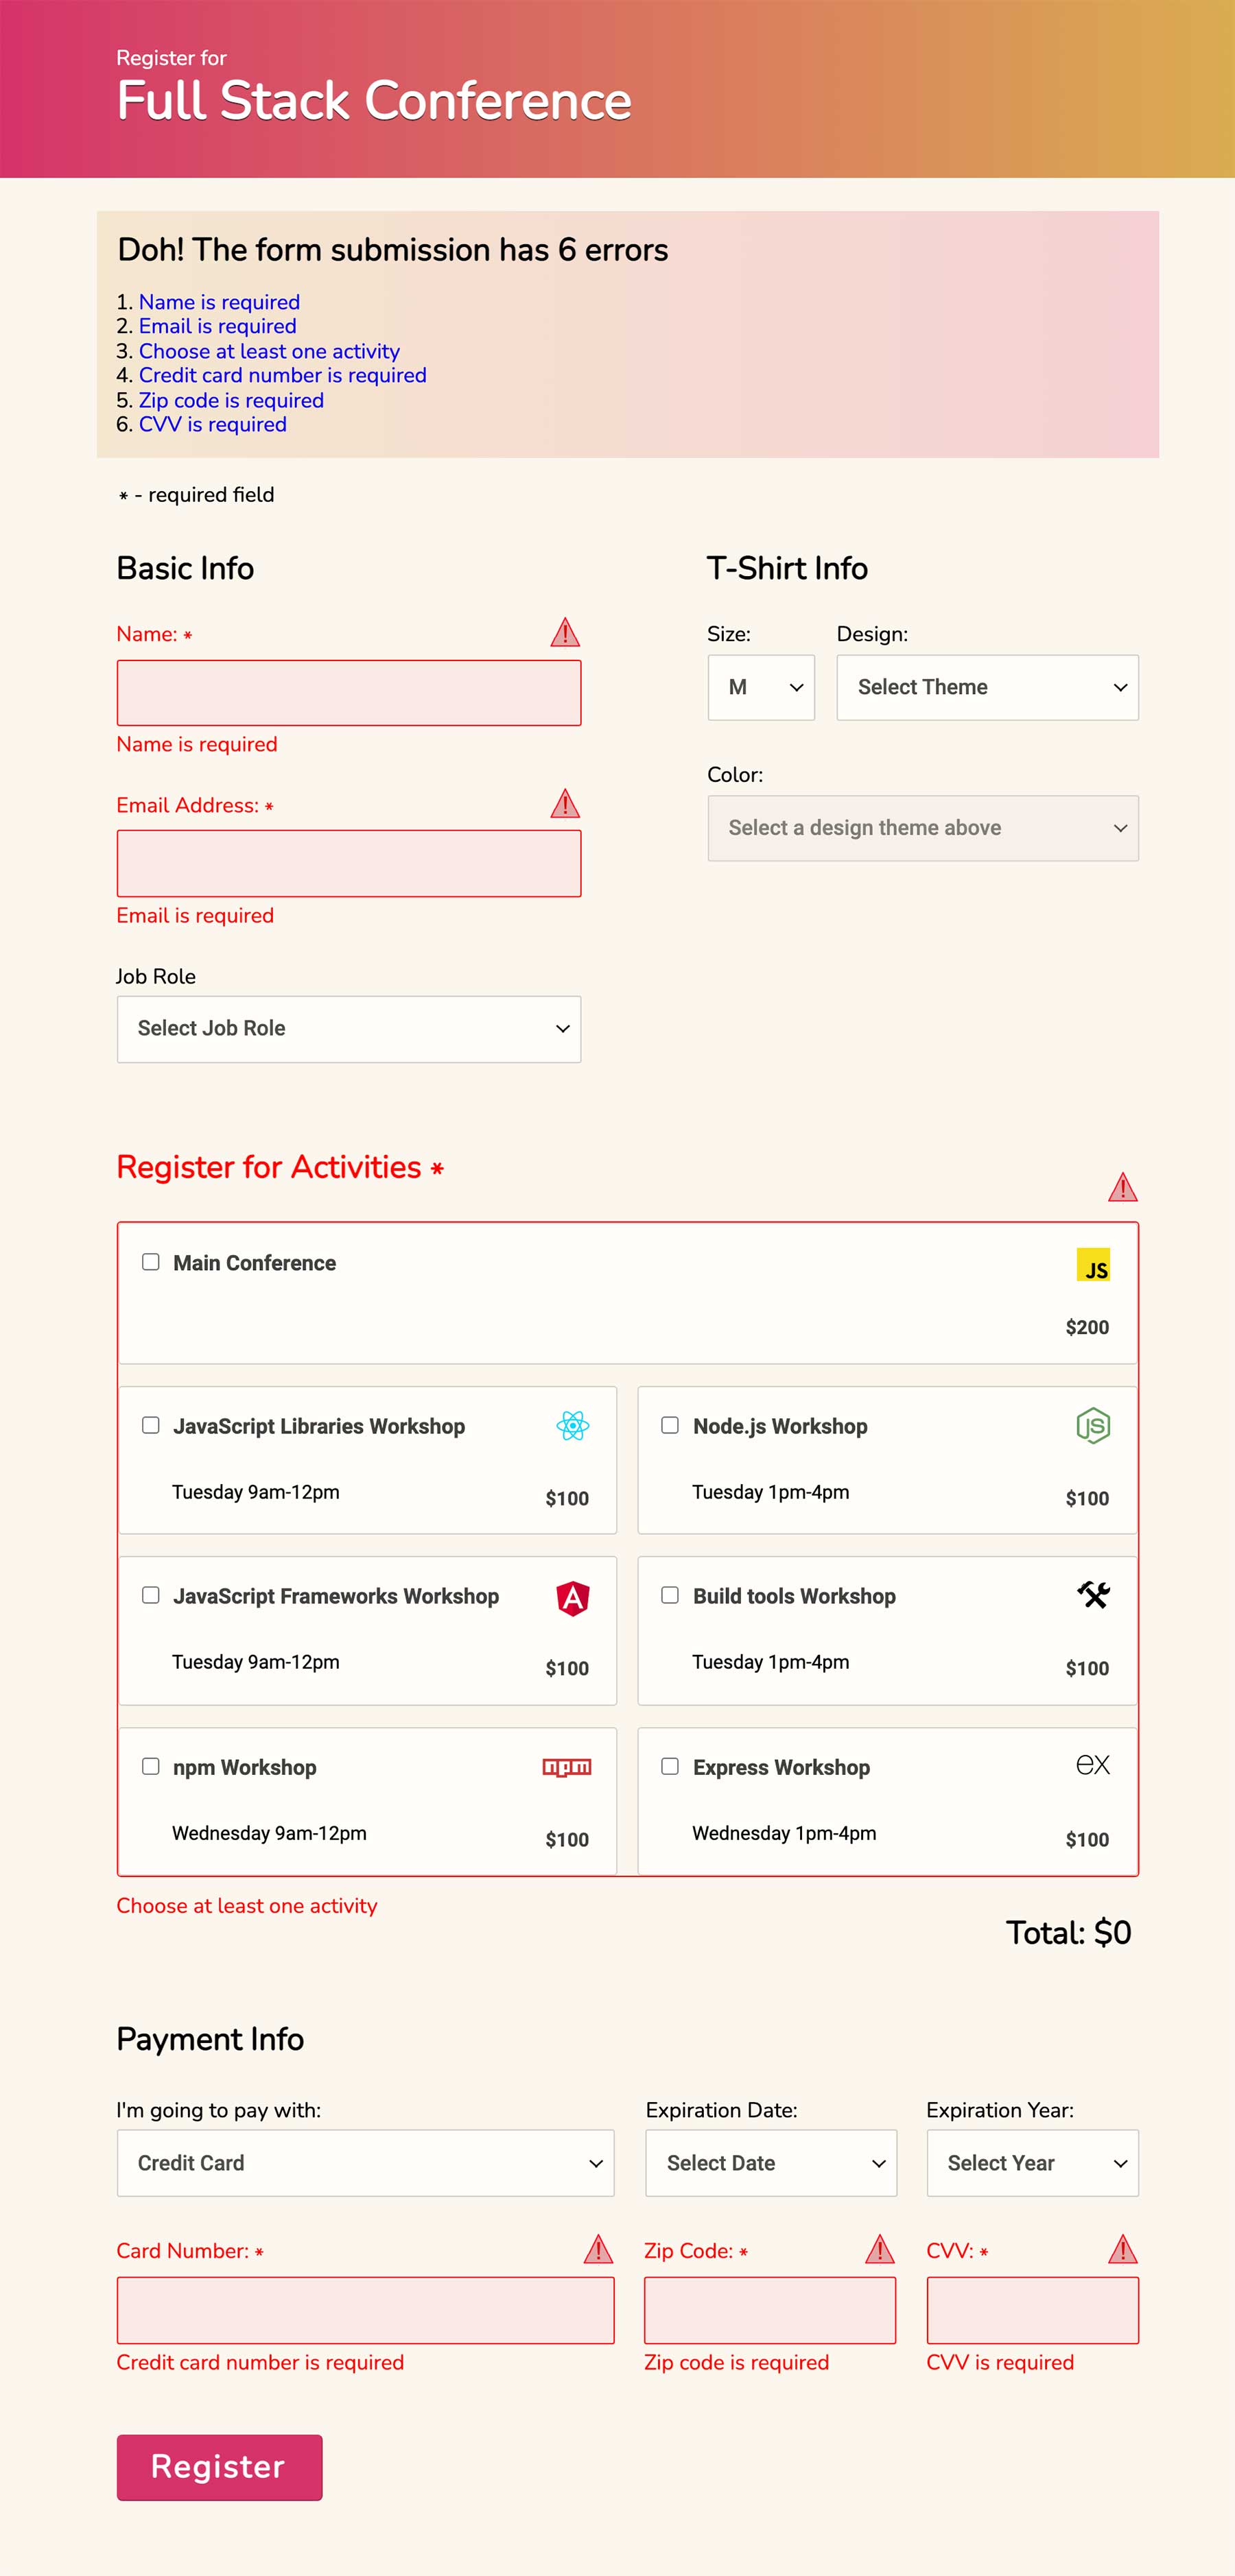 Register for
Full Stack Conference
Doh! The form submission has 6 errors
1. Name is required
2. Email is required
3. Choose at least one activity
4. Credit card number is required
5. Zip code is required
6. CVV is required
* - required field
Basic Info
Name: *
Name is required
Email Address: *
Email is required
Job Role
Select Job Role
T-Shirt Info
Size: Design:
M Select Theme
Color:
Select a design theme above
Register for Activities *
Main Conference
JS
$200
JavaScript Libraries Workshop
Tuesday 9am-12pm
$100
Node.js Workshop
JS
Tuesday 1pm-4pm
$100
JavaScript Frameworks Workshop
A
Tuesday 9am-12pm
$100
Build tools Workshop
Tuesday 1pm-4pm
$100
npm Workshop
npm
Wednesday 9am-12pm
$100
Express Workshop
ex
Wednesday 1pm-4pm
$100
Choose at least one activity
Total: $0
Payment Info
I'm going to pay with: Expiration Date: Expiration Year:
Credit Card Select Date Select Year
Card Number: * Zip Code: * CVV: *
Credit card number is required Zip code is required CVV is required
Register